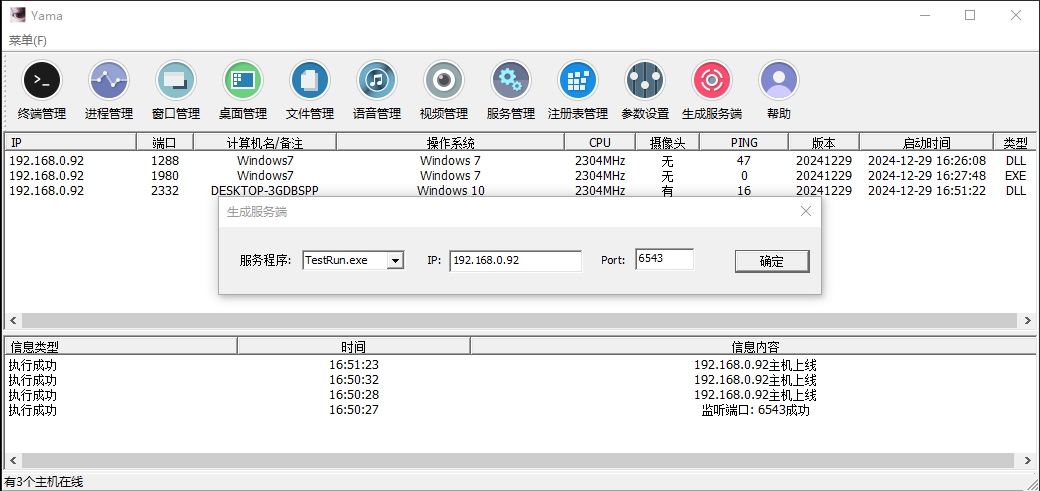 Yama
菜单(F)
终端管理 进程管理 窗口管理 桌面管理 文件管理 语音管理 视频管理 服务管理 注册表管理 参数设置 生成服务端 帮助
IP 端口 计算机名/备注 操作系统 CPU 摄像头 PING 版本 启动时间 类型
192.168.0.92 1288 Windows7 Windows 7 2304MHz 无 47 20241229 2024-12-29 16:26:08 DLL
192.168.0.92 1980 Windows7 Windows 7 2304MHz 无 0 20241229 2024-12-29 16:27:48 EXE
192.168.0.92 2332 DESKTOP-3GDBSPP Windows 10 2304MHz 有 16 20241229 2024-12-29 16:51:22 DLL
生成服务端
服务程序: TestRun.exe IP: 192.168.0.92 Port: 6543 确定
信息类型 时间 信息内容
执行成功 16:51:23 192.168.0.92主机上线
执行成功 16:50:32 192.168.0.92主机上线
执行成功 16:50:28 192.168.0.92主机上线
执行成功 16:50:27 监听端口: 6543成功
有3个主机在线